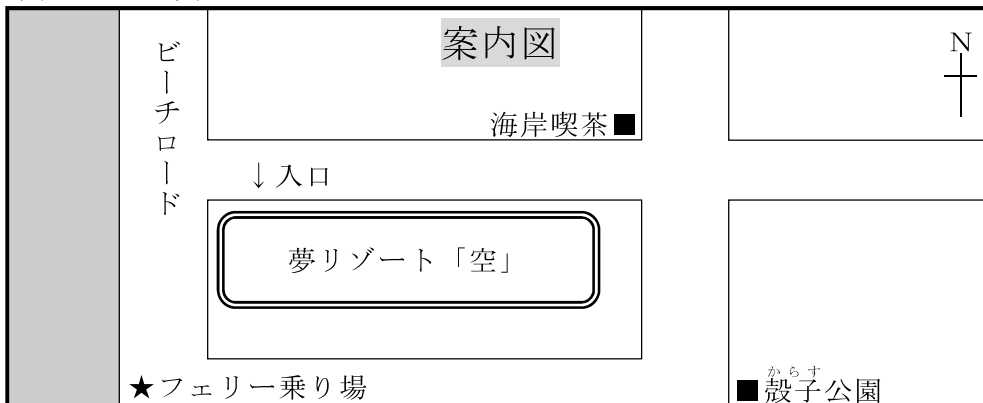 案内図
N
ビーチロード
海岸喫茶■
↓入口
夢リゾート「空」
★フェリー乗り場
からす
■殻子公園